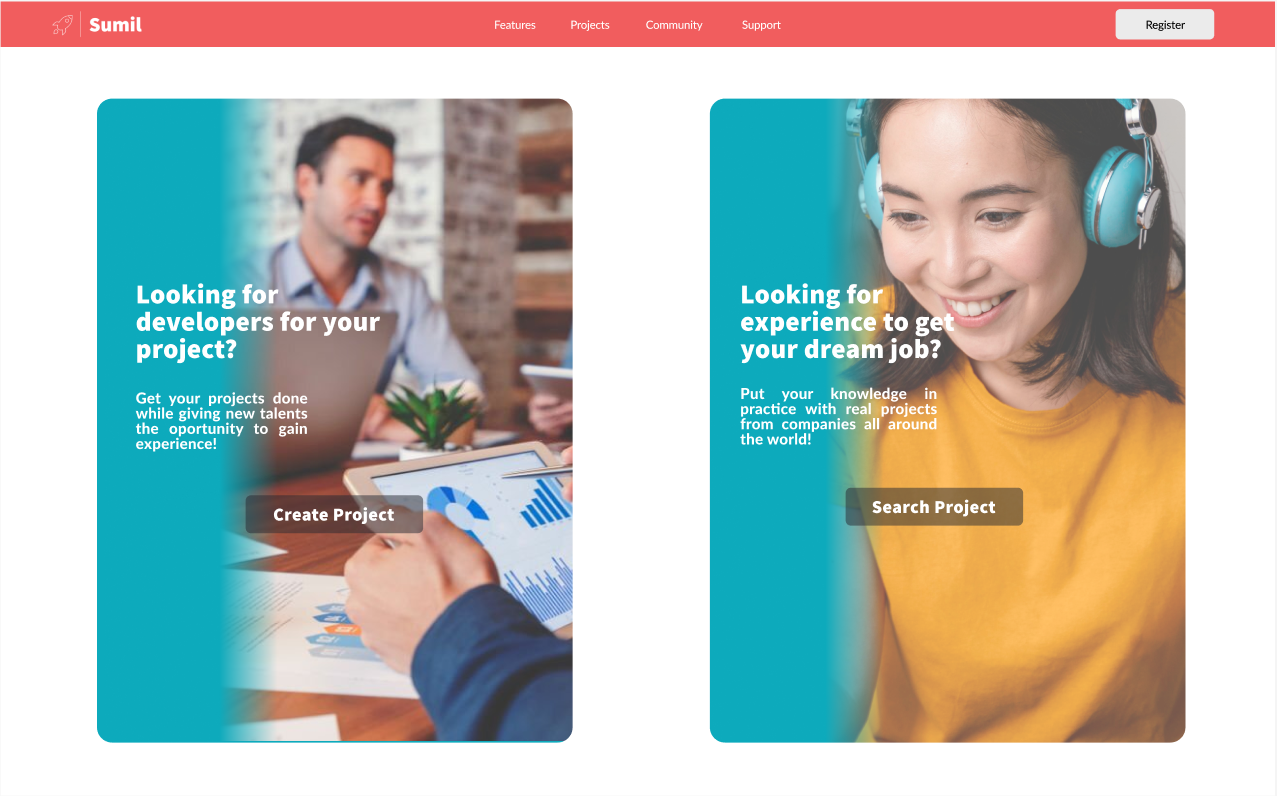 Sumil
Features
Projects
Community
Support
Register
Looking for
developers for your
project?
Get your projects done
while giving new talents
the oportunity to gain
experience!
Create Project
Looking for
experience to get
your dream job?
Put your knowledge in
practice with real projects
from companies all around
the world!
Search Project